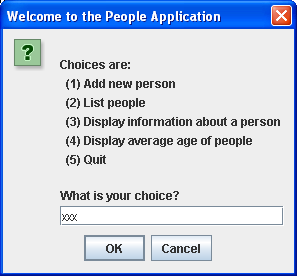 Welcome to the People Application
?
Choices are:
(1) Add new person
(2) List people
(3) Display information about a person
(4) Display average age of people
(5) Quit
What is your choice?
xxx
OK Cancel